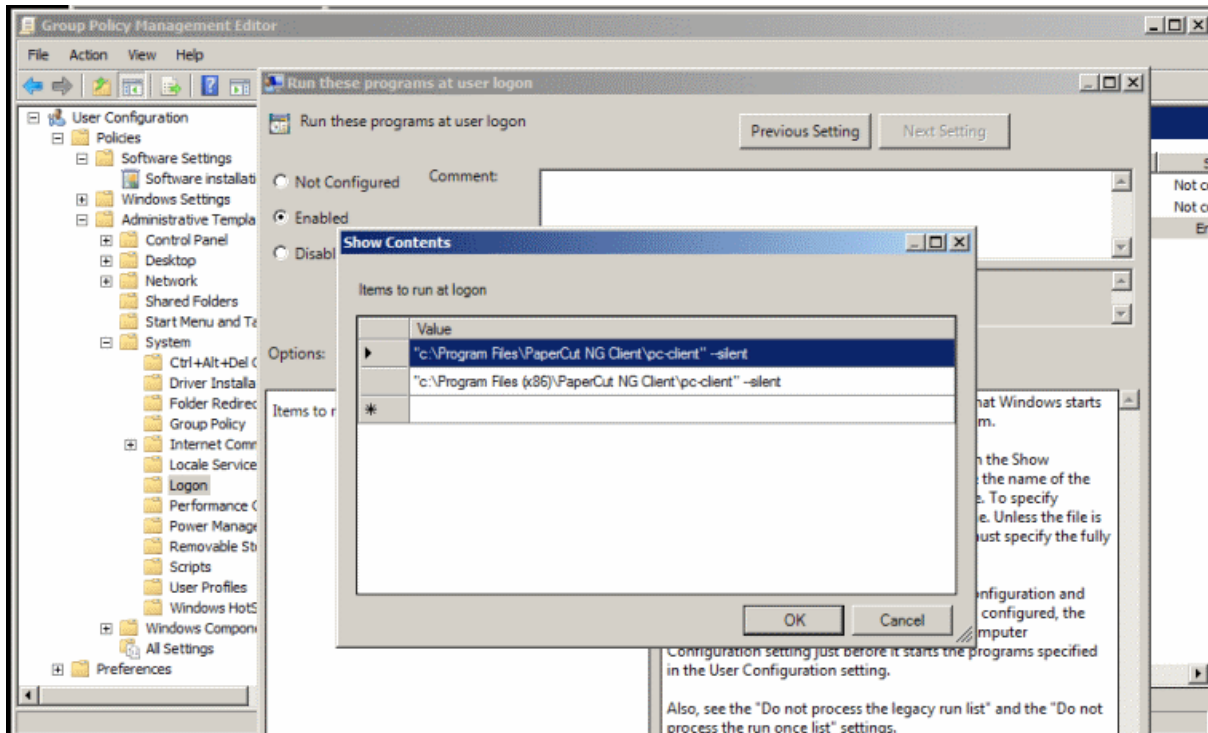 Group Policy Management Editor
File Action View Help
User Configuration
Policies
Software Settings
Software installati
Windows Settings
Administrative Templa
Control Panel
Desktop
Network
Shared Folders
Start Menu and Ta
System
Ctrl+Alt+Del
Driver Installa
Folder Redirec
Group Policy
Internet Comm
Locale Service
Logon
Performance
Power Manage
Removable Sto
Scripts
User Profiles
Windows HotS
Windows Compon
All Settings
Preferences
Run these programs at user logon
Run these programs at user logon
Previous Setting Next Setting
Not Configured Comment:
Enabled
Disabl
Options:
Items to r
Show Contents
Items to run at logon
Value
"c:\Program Files\PaperCut NG Client\pc-client" --silent
"c:\Program Files (x86)\PaperCut NG Client\pc-client" --silent
OK Cancel
hat Windows starts
m.
the Show
the name of the
. To specify
e. Unless the file is
ust specify the fully
nfiguration and
configured, the
mputer
Configuration setting just before it starts the programs specified
in the User Configuration setting.
Also, see the "Do not process the legacy run list" and the "Do not
process the run once list" settings.
S
Not c
Not c
Er